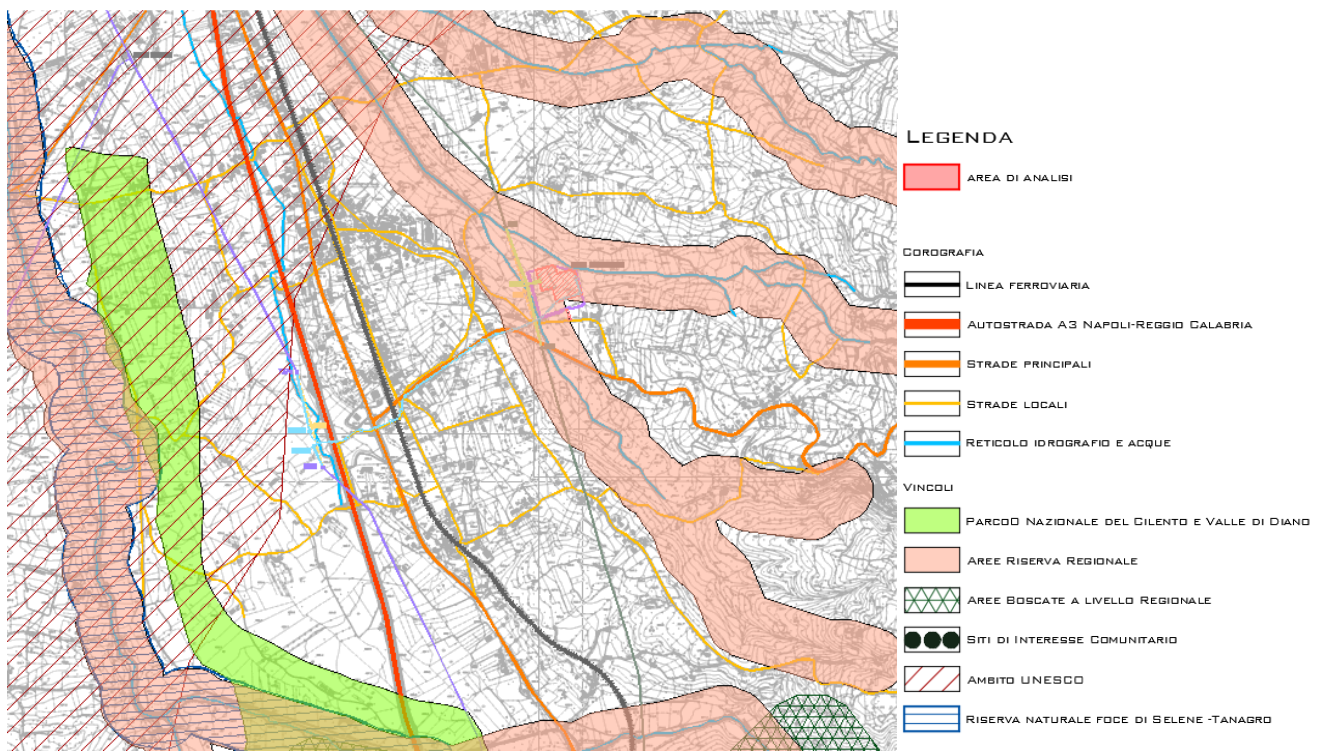 LEGENDA
AREA DI ANALISI
COROGRAFIA
LINEA FERROVIARIA
AUTOSTRADA A3 NAPOLI-REGGIO CALABRIA
STRADE PRINCIPALI
STRADE LOCALI
RETICOLO IDROGRAFIO E ACQUE
VINCOLI
PARCOO NAZIONALE DEL CILENTO E VALLE DI DIANO
AREE RISERVA REGIONALE
AREE BOSCATE A LIVELLO REGIONALE
SITI DI INTERESSE COMUNITARIO
AMBITO UNESCO
RISERVA NATURALE FOCE DI SELENE -TANAGRO